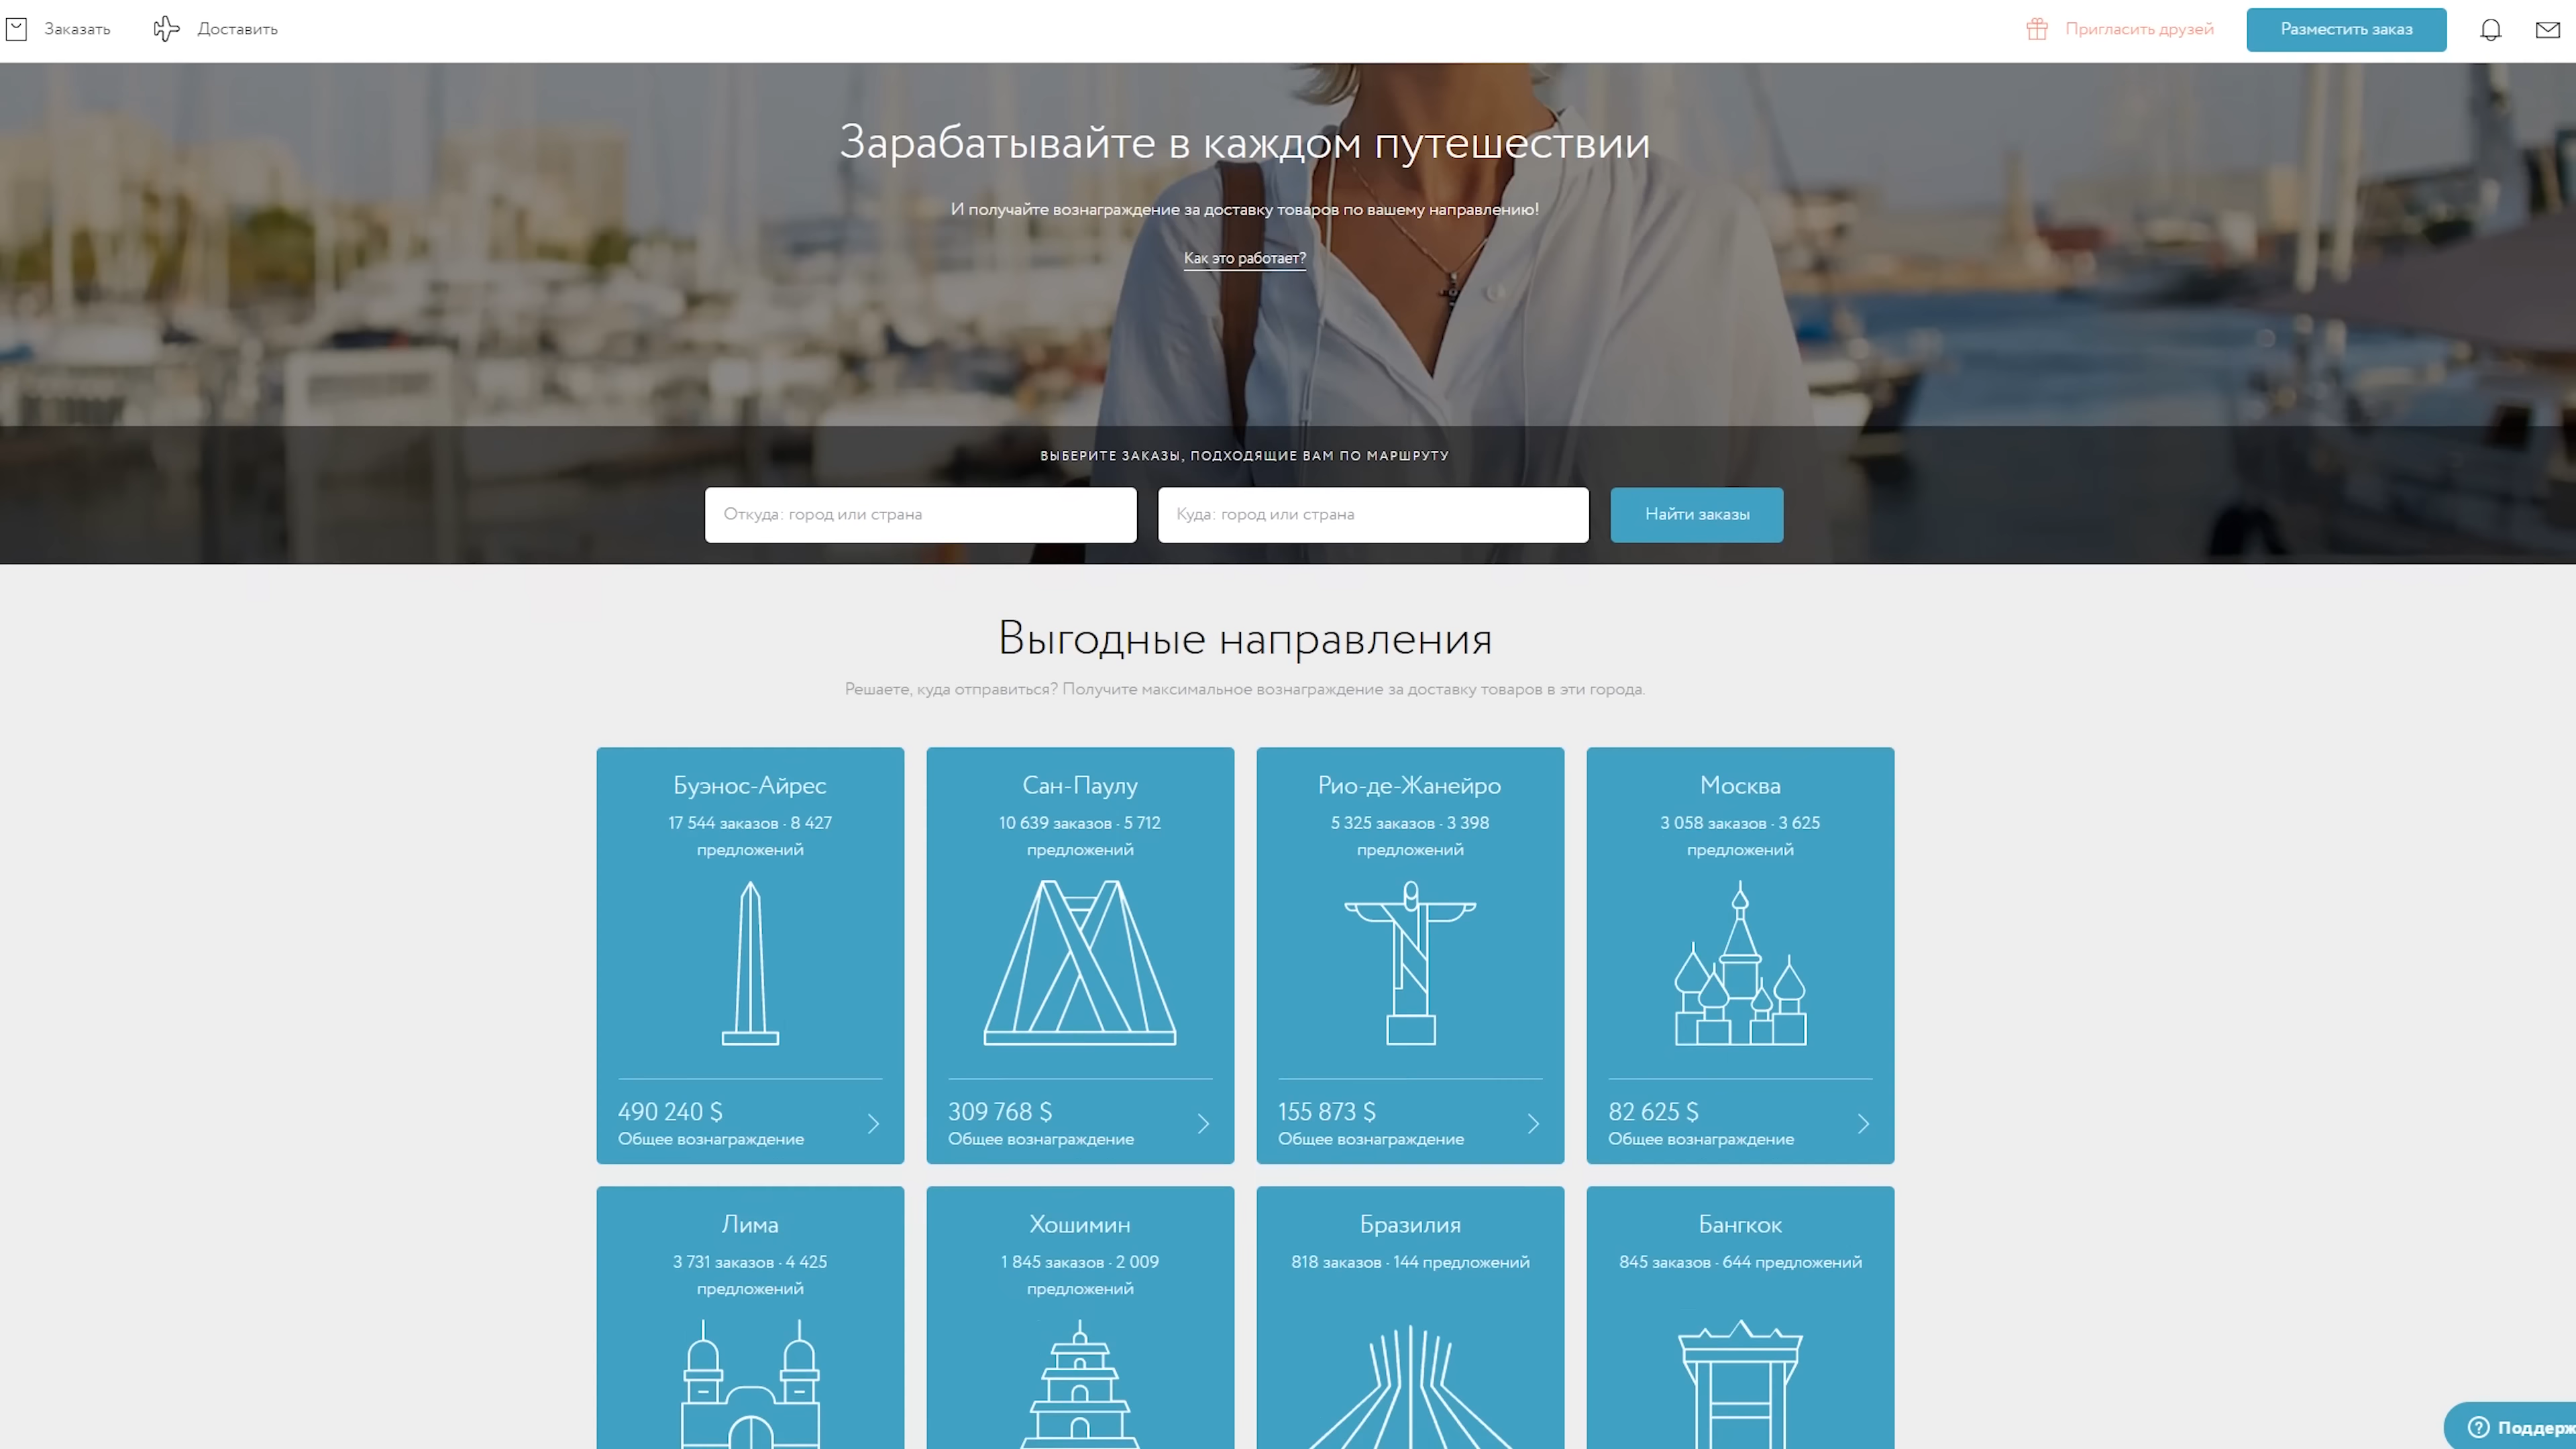 Заказать
Доставить
Пригласить друзей
Разместить заказ
Зарабатывайте в каждом путешествии
И получайте вознаграждение за доставку товаров по вашему направлению!
Как это работает?
ВЫБЕРИТЕ ЗАКАЗЫ, ПОДХОДЯЩИЕ ВАМ ПО МАРШРУТУ
Откуда: город или страна
Куда: город или страна
Найти заказы
Выгодные направления
Решаете, куда отправиться? Получите максимальное вознаграждение за доставку товаров в эти города.
Буэнос-Айрес
17 544 заказов · 8 427
предложений
490 240 $
Общее вознаграждение
Сан-Паулу
10 639 заказов · 5 712
предложений
309 768 $
Общее вознаграждение
Рио-де-Жанейро
5 325 заказов · 3 398
предложений
155 873 $
Общее вознаграждение
Москва
3 058 заказов · 3 625
предложений
82 625 $
Общее вознаграждение
Лима
3 731 заказов · 4 425
предложений
Хошимин
1 845 заказов · 2 009
предложений
Бразилия
818 заказов · 144 предложений
Бангкок
845 заказов · 644 предложений
Поддерж